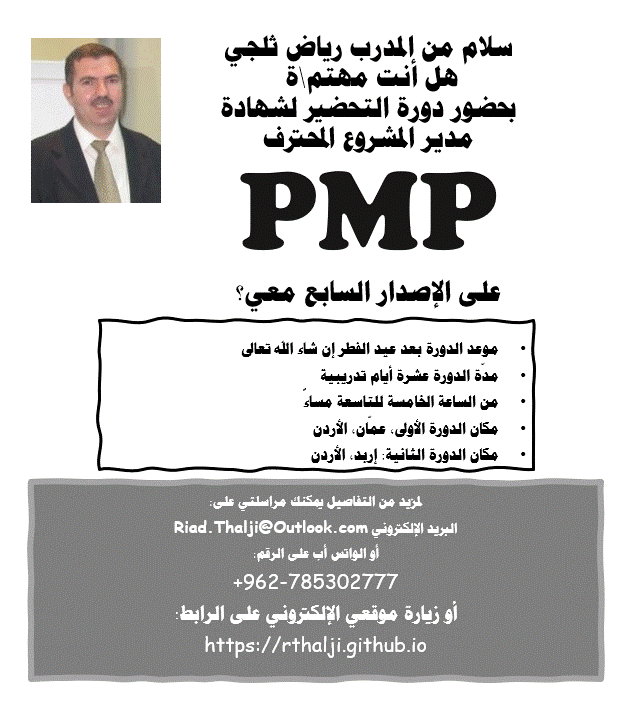 سلام من المدرب رياض ثلجي
هل أنت مهتم\ة
بحضور دورة التحضير لشهادة
مدير المشروع المحترف
PMP
على الإصدار السابع معي؟
• موعد الدورة بعد عيد الفطر إن شاء الله تعالى
• مدّة الدورة عشرة أيام تدريبية
• من الساعة الخامسة للتاسعة مساءً
• مكان الدورة الأولى، عمّان، الأردن
• مكان الدورة الثانية: إربد، الأردن
لمزيد من التفاصيل يمكنك مراسلتي على:
البريد الإلكتروني Riad.Thalji@Outlook.com
أو الواتس أب على الرقم:
+962-785302777
أو زيارة موقعي الإلكتروني على الرابط:
https://rthalji.github.io